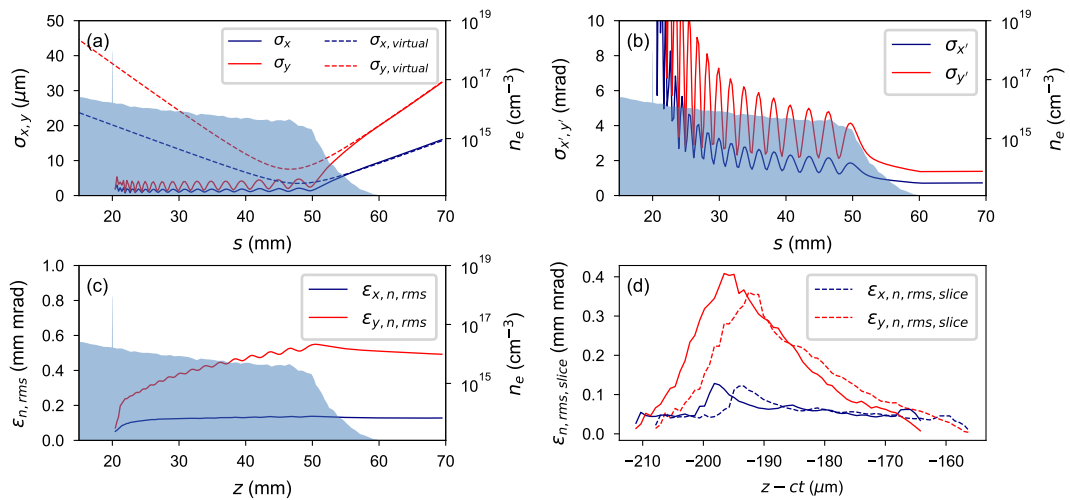 (a)
σx
σy
σx, virtual
σy, virtual
50
40
30
20
10
0
σx, y (μm)
10^19
10^17
10^15
ne (cm−3)
20 30 40 50 60 70
s (mm)
(b)
σx′
σy′
10
8
6
4
2
0
σx′, y′ (mrad)
10^19
10^17
10^15
ne (cm−3)
20 30 40 50 60 70
s (mm)
(c)
εx, n, rms
εy, n, rms
1.0
0.8
0.6
0.4
0.2
0.0
εn, rms (mm mrad)
10^19
10^17
10^15
ne (cm−3)
20 30 40 50 60 70
z (mm)
(d)
εx, n, rms, slice
εy, n, rms, slice
0.4
0.3
0.2
0.1
0.0
εn, rms, slice (mm mrad)
−210 −200 −190 −180 −170 −160
z − ct (μm)